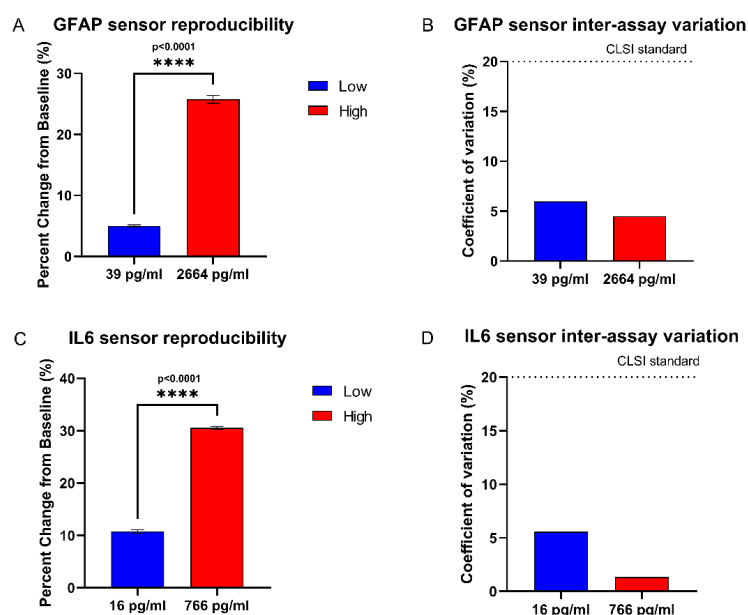 A
GFAP sensor reproducibility
Percent Change from Baseline (%)
p<0.0001
****
30
20
10
0
39 pg/ml
2664 pg/ml
Low
High
B
GFAP sensor inter-assay variation
CLSI standard
Coefficient of variation (%)
20
15
10
5
0
39 pg/ml
2664 pg/ml
C
IL6 sensor reproducibility
Percent Change from Baseline (%)
p<0.0001
****
40
30
20
10
0
16 pg/ml
766 pg/ml
Low
High
D
IL6 sensor inter-assay variation
CLSI standard
Coefficient of variation (%)
20
15
10
5
0
16 pg/ml
766 pg/ml